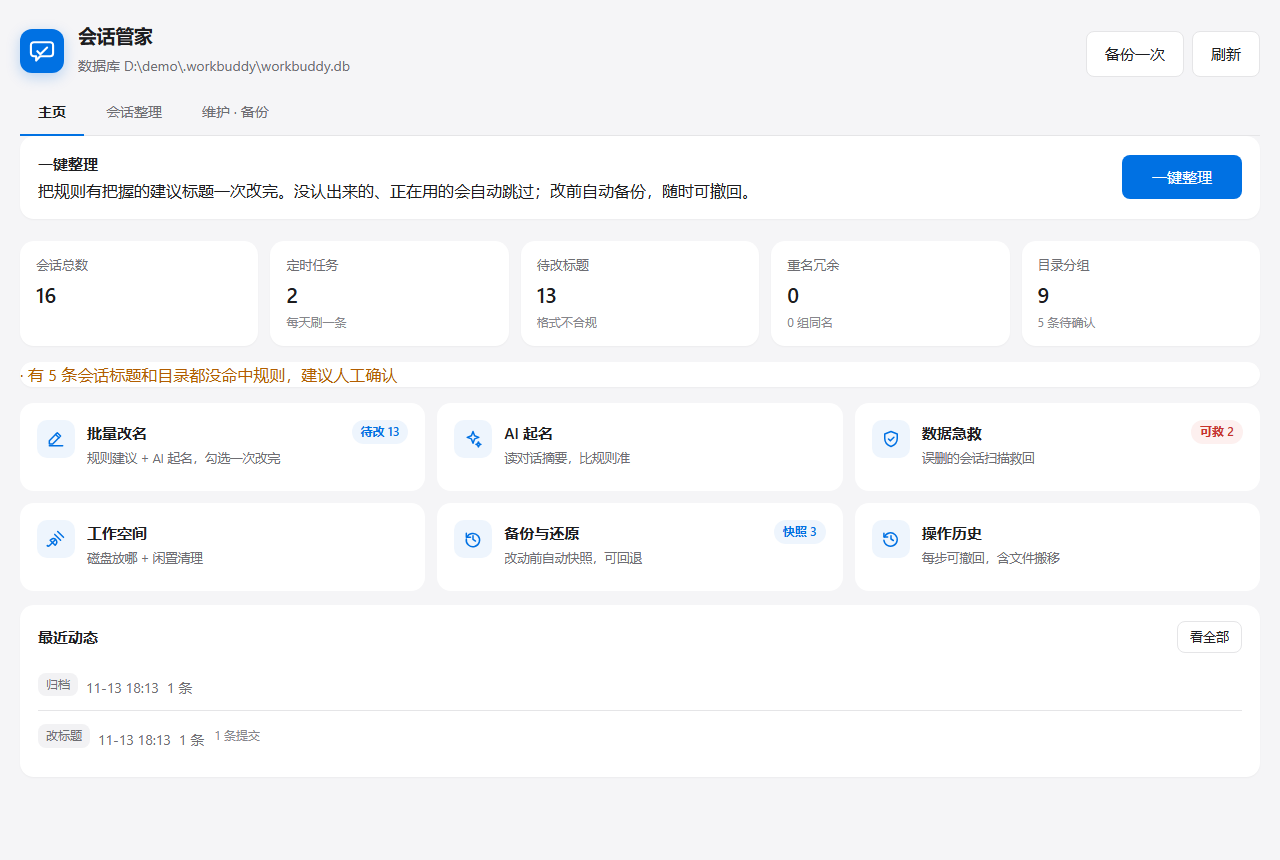 会话管家
数据库 D:\demo\.workbuddy\workbuddy.db
备份一次
刷新
主页
会话整理
维护 · 备份
一键整理
把规则有把握的建议标题一次改完。没认出来的、正在用的会自动跳过；改前自动备份，随时可撤回。
一键整理
会话总数
16
定时任务
2
每天刷一条
待改标题
13
格式不合规
重名冗余
0
0 组同名
目录分组
9
5 条待确认
· 有 5 条会话标题和目录都没命中规则，建议人工确认
批量改名
待改 13
规则建议 + AI 起名，勾选一次改完
AI 起名
读对话摘要，比规则准
数据急救
可救 2
误删的会话扫描救回
工作空间
磁盘放哪 + 闲置清理
备份与还原
快照 3
改动前自动快照，可回退
操作历史
每步可撤回，含文件搬移
最近动态
看全部
归档 11-13 18:13 1 条
改标题 11-13 18:13 1 条 1 条提交